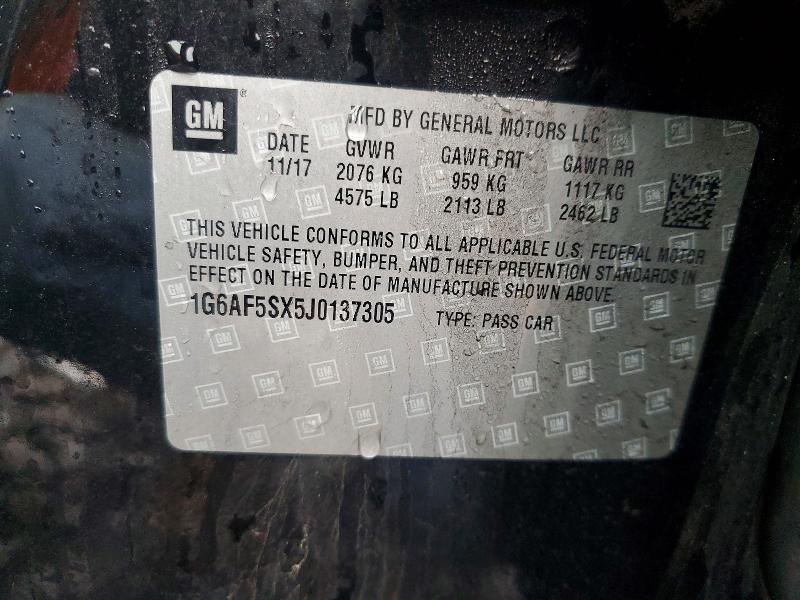 GM ®
MFD BY GENERAL MOTORS LLC
DATE GVWR GAWR FRT GAWR RR
11/17 2076 KG 959 KG 1117 KG
4575 LB 2113 LB 2462 LB
THIS VEHICLE CONFORMS TO ALL APPLICABLE U.S. FEDERAL MOTOR
VEHICLE SAFETY, BUMPER, AND THEFT PREVENTION STANDARDS IN
EFFECT ON THE DATE OF MANUFACTURE SHOWN ABOVE.
1G6AF5SX5J0137305 TYPE: PASS CAR